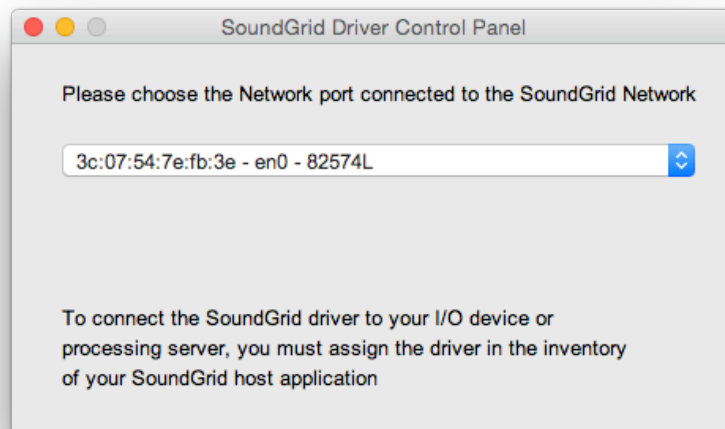 SoundGrid Driver Control Panel
Please choose the Network port connected to the SoundGrid Network
3c:07:54:7e:fb:3e - en0 - 82574L
To connect the SoundGrid driver to your I/O device or
processing server, you must assign the driver in the inventory
of your SoundGrid host application